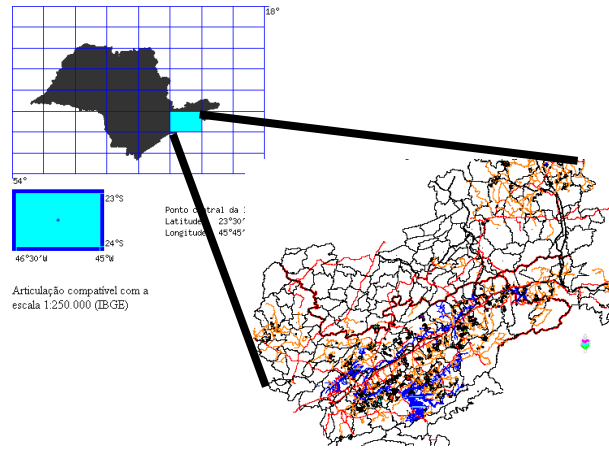 18°
54°
23°S
24°S
46°30'W
45°W
Ponto central da
Latitude 23°30'
Longitude 45°45'
Articulação compatível com a
escala 1:250.000 (IBGE)